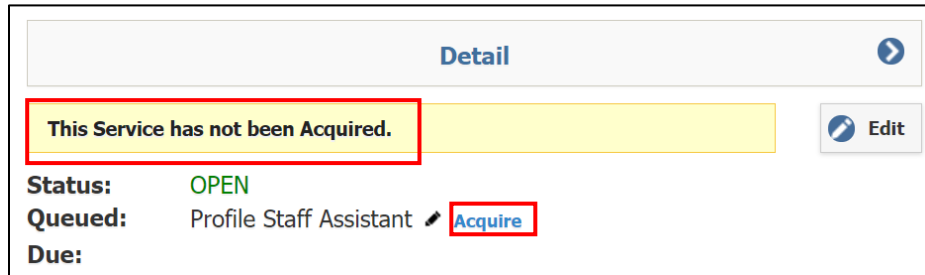 Detail
This Service has not been Acquired.
Edit
Status: OPEN
Queued: Profile Staff Assistant Acquire
Due: